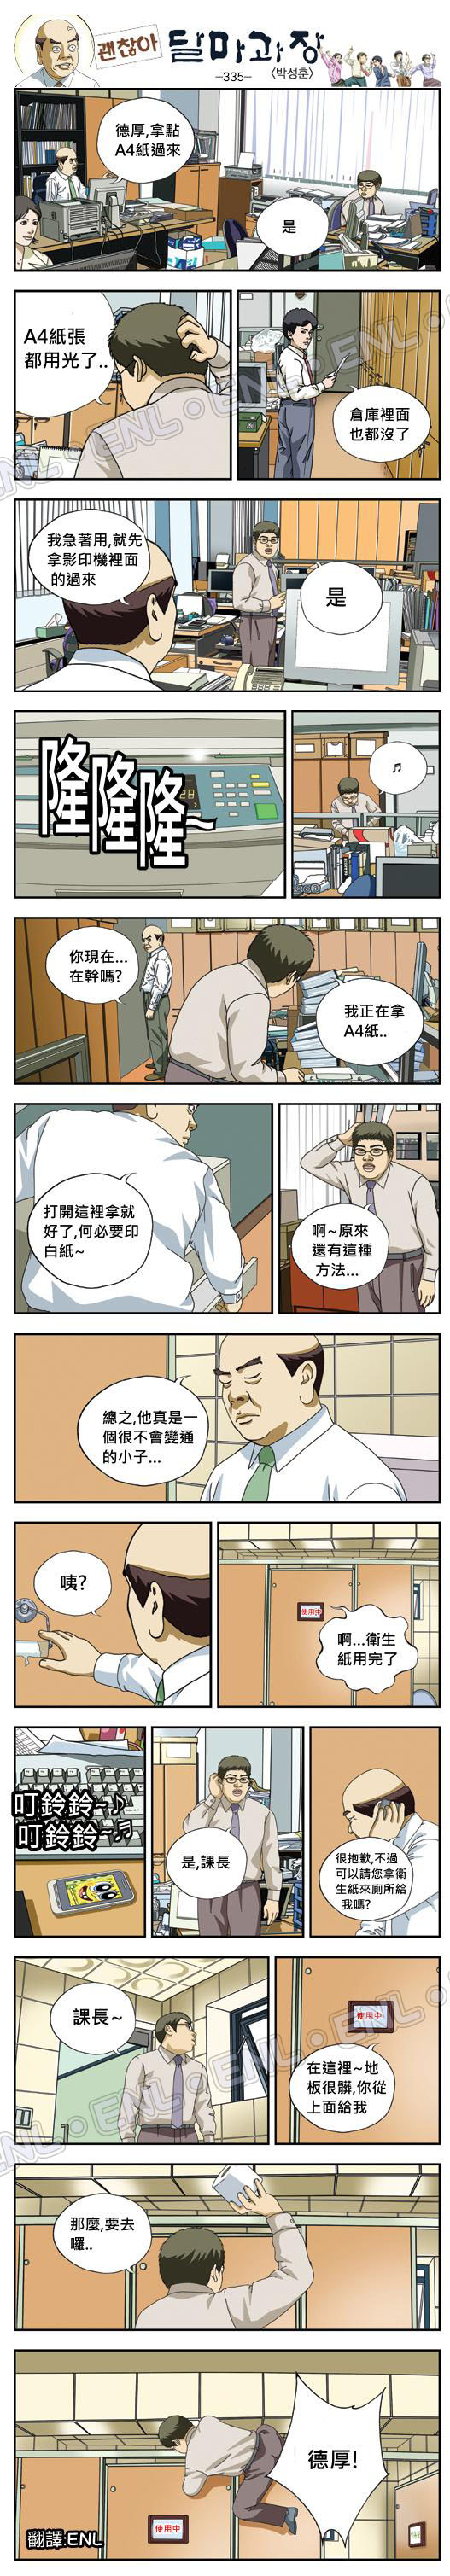 괜찮아 달마과장
-335- <박성훈>
德厚,拿點
A4紙過來
是
A4紙張
都用光了..
倉庫裡面
也都沒了
我急著用,就先
拿影印機裡面
的過來
是
隆隆隆~
♬
你現在...
在幹嗎?
我正在拿
A4紙..
打開這裡拿就
好了,何必要印
白紙~
啊~原來
還有這種
方法...
總之,他真是一
個很不會變通
的小子...
咦?
使用中
啊...衛生
紙用完了
叮鈴鈴~♪
叮鈴鈴~♬
是,課長
很抱歉,不過
可以請您拿衛
生紙來廁所給
我嗎?
課長~
使用中
在這裡~地
板很髒,你從
上面給我
那麼,要去
囉..
德厚!
使用中
翻譯:ENL